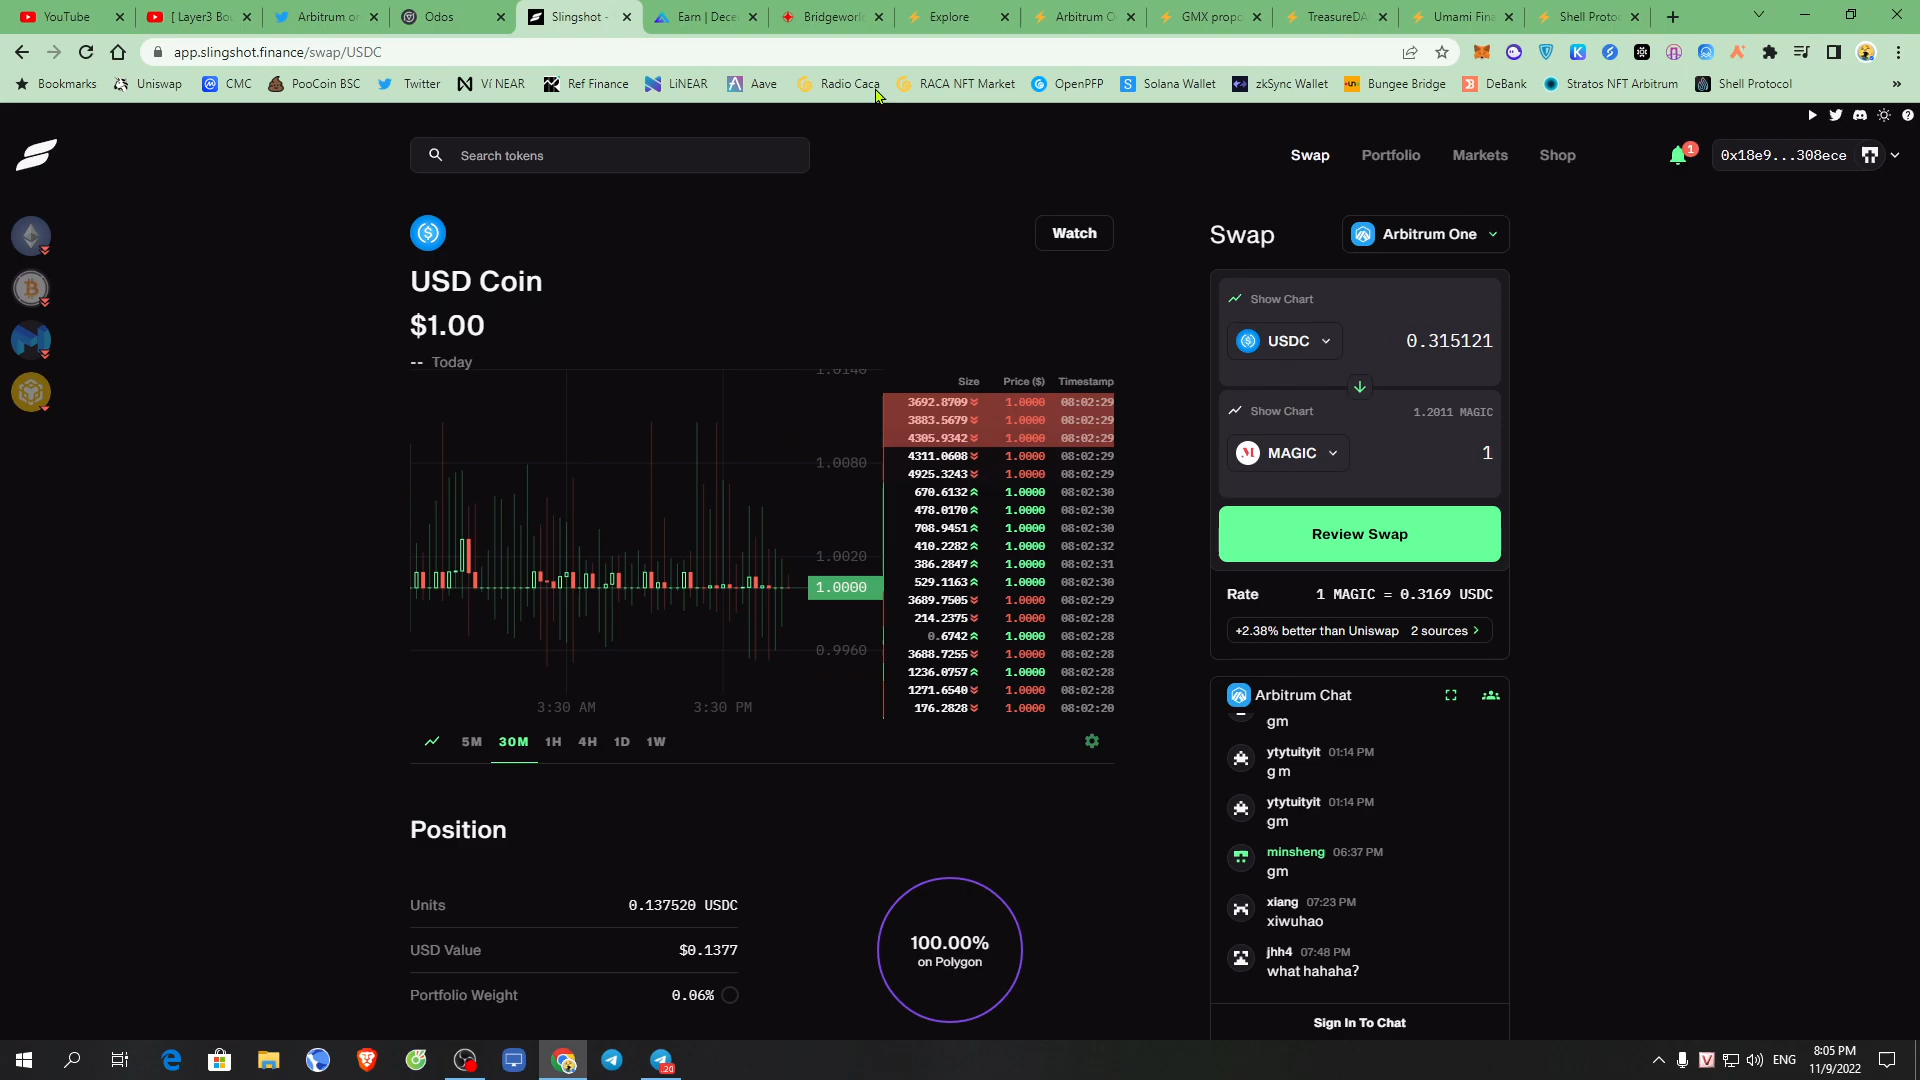 YouTube
[ Layer3 Bou
Arbitrum on
Odos
Slingshot -
Earn | Dece
Bridgeworl
Explore
Arbitrum O
GMX propo
TreasureDA
Umami Fina
Shell Protoc
app.slingshot.finance/swap/USDC
Bookmarks
Uniswap
CMC
PooCoin BSC
Twitter
Ví NEAR
Ref Finance
LiNEAR
Aave
Radio Caca
RACA NFT Market
OpenPFP
Solana Wallet
zkSync Wallet
Bungee Bridge
DeBank
Stratos NFT Arbitrum
Shell Protocol
Search tokens
Swap
Portfolio
Markets
Shop
1
0x18e9...308ece
Watch
USD Coin
$1.00
-- Today
1.0140
1.0080
1.0020
1.0000
0.9960
3:30 AM
3:30 PM
Size Price ($) Timestamp
3692.8709 1.0000 08:02:29
3883.5679 1.0000 08:02:29
4305.9342 1.0000 08:02:29
4311.0608 1.0000 08:02:29
4925.3243 1.0000 08:02:29
670.6132 1.0000 08:02:30
478.0170 1.0000 08:02:30
708.9451 1.0000 08:02:30
410.2282 1.0000 08:02:32
386.2847 1.0000 08:02:31
529.1163 1.0000 08:02:30
3689.7505 1.0000 08:02:29
214.2375 1.0000 08:02:28
0.6742 1.0000 08:02:28
3688.7255 1.0000 08:02:28
1236.0757 1.0000 08:02:28
1271.6540 1.0000 08:02:28
176.2828 1.0000 08:02:20
5M 30M 1H 4H 1D 1W
Position
Units 0.137520 USDC
USD Value $0.1377
Portfolio Weight 0.06%
100.00%
on Polygon
Swap
Arbitrum One
Show Chart
USDC 0.315121
Show Chart 1.2011 MAGIC
MAGIC 1
Review Swap
Rate 1 MAGIC = 0.3169 USDC
+2.38% better than Uniswap 2 sources
Arbitrum Chat
gm
ytytuityit 01:14 PM
g m
ytytuityit 01:14 PM
gm
minsheng 06:37 PM
gm
xiang 07:23 PM
xiwuhao
jhh4 07:48 PM
what hahaha?
Sign In To Chat
20
ENG
8:05 PM
11/9/2022